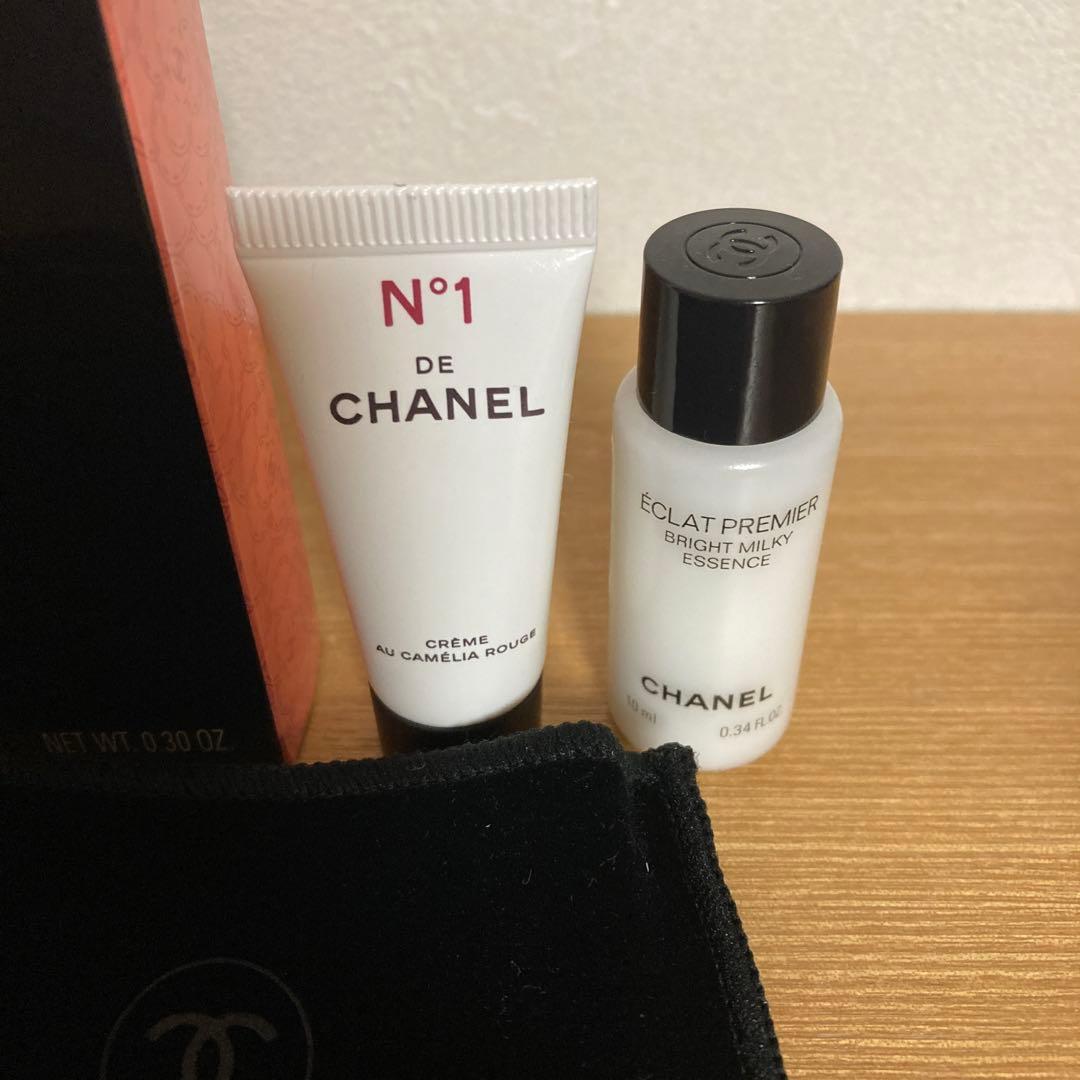 N°1
DE
CHANEL
CRÈME
AU CAMÉLIA ROUGE
ÉCLAT PREMIER
BRIGHT MILKY
ESSENCE
CHANEL
10 ml
0.34 FL.OZ.
NET WT. 0.30 OZ